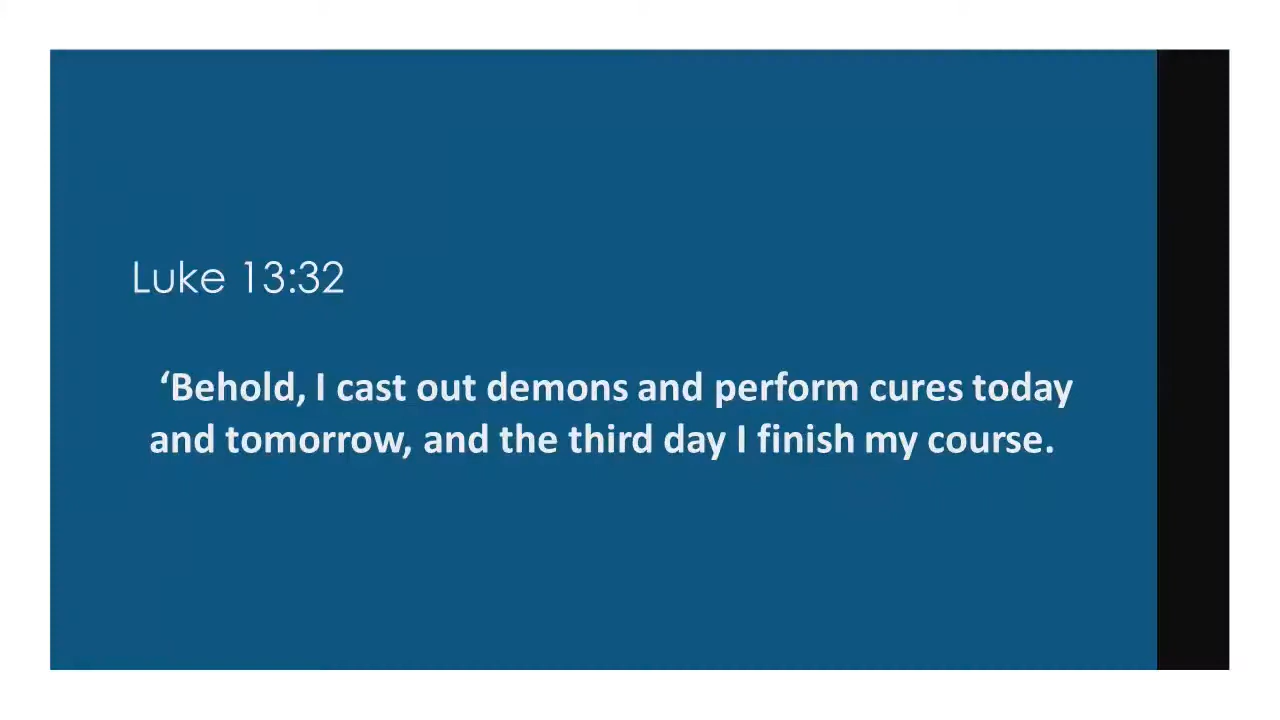 Luke 13:32
‘Behold, I cast out demons and perform cures today
and tomorrow, and the third day I finish my course.